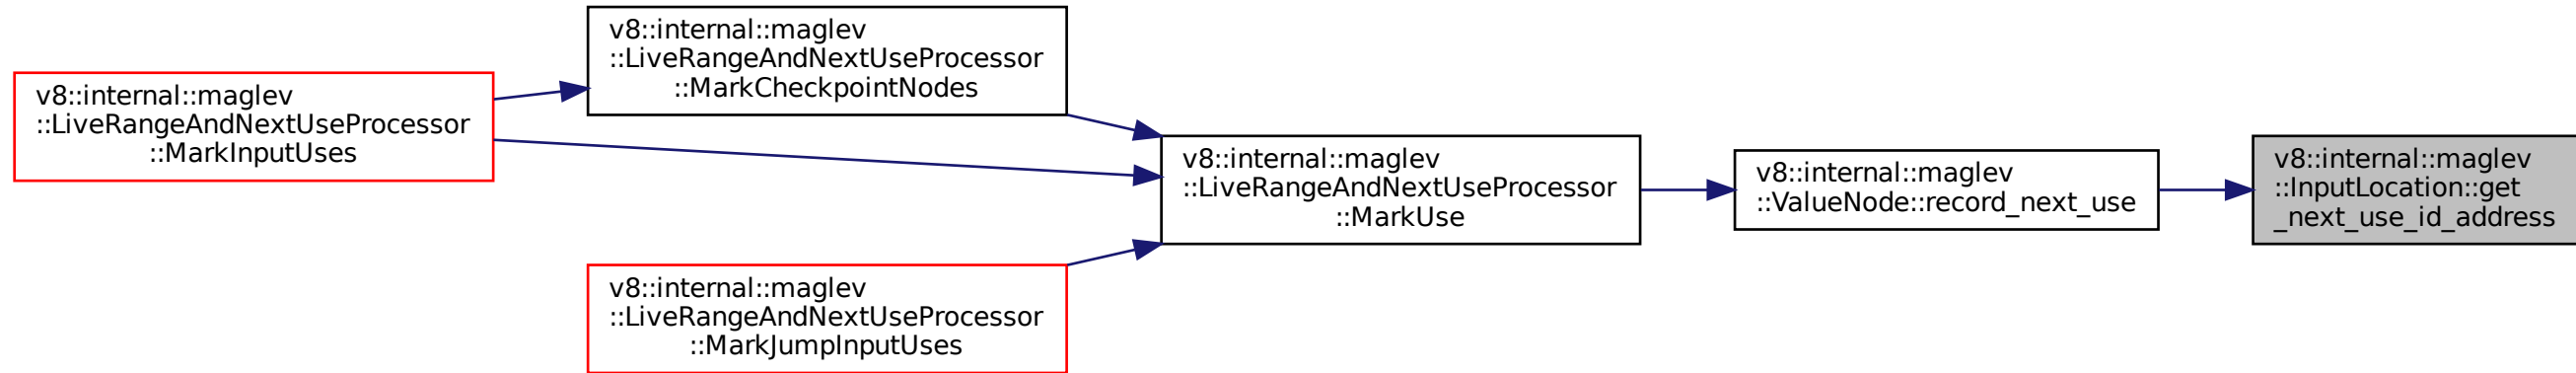 v8::internal::maglev
::LiveRangeAndNextUseProcessor
::MarkInputUses
v8::internal::maglev
::LiveRangeAndNextUseProcessor
::MarkCheckpointNodes
v8::internal::maglev
::LiveRangeAndNextUseProcessor
::MarkJumpInputUses
v8::internal::maglev
::LiveRangeAndNextUseProcessor
::MarkUse
v8::internal::maglev
::ValueNode::record_next_use
v8::internal::maglev
::InputLocation::get
_next_use_id_address